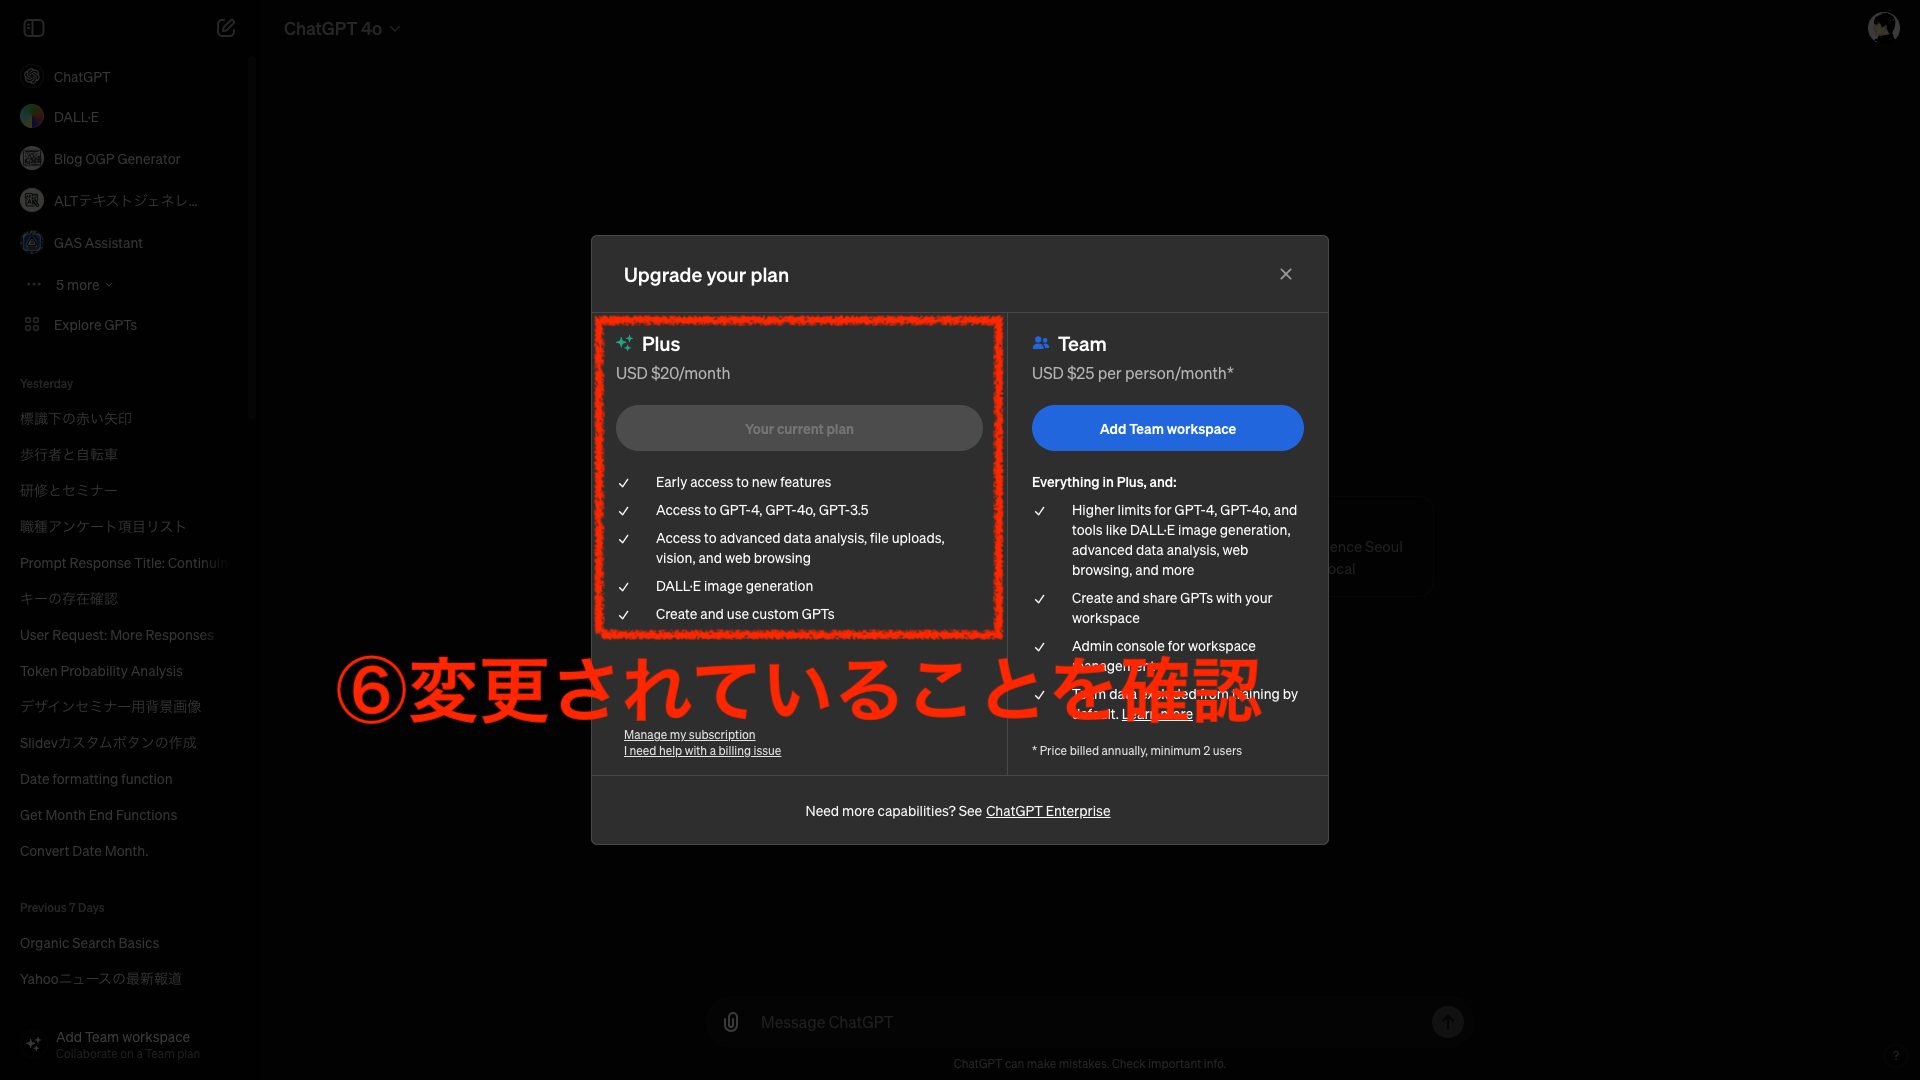 ChatGPT 4o
ChatGPT
DALL·E
Blog OGP Generator
ALTテキストジェネレ...
GAS Assistant
5 more
Explore GPTs
Yesterday
標識下の赤い矢印
歩行者と自転車
研修とセミナー
職種アンケート項目リスト
Prompt Response Title: Continuin
キーの存在確認
User Request: More Responses
Token Probability Analysis
デザインセミナー用背景画像
Slidevカスタムボタンの作成
Date formatting function
Get Month End Functions
Convert Date Month.
Previous 7 Days
Organic Search Basics
Yahooニュースの最新報道
Add Team workspace
Collaborate on a Team plan
Upgrade your plan
Plus
USD $20/month
Your current plan
Early access to new features
Access to GPT-4, GPT-4o, GPT-3.5
Access to advanced data analysis, file uploads,
vision, and web browsing
DALL·E image generation
Create and use custom GPTs
⑥変更されていることを確認
Manage my subscription
I need help with a billing issue
Team
USD $25 per person/month*
Add Team workspace
Everything in Plus, and:
Higher limits for GPT-4, GPT-4o, and
tools like DALL·E image generation,
advanced data analysis, web
browsing, and more
Create and share GPTs with your
workspace
Admin console for workspace
management
Team data excluded from training by
default. Learn more
* Price billed annually, minimum 2 users
Need more capabilities? See ChatGPT Enterprise
ence Seoul
ocal
Message ChatGPT
ChatGPT can make mistakes. Check important info.
?